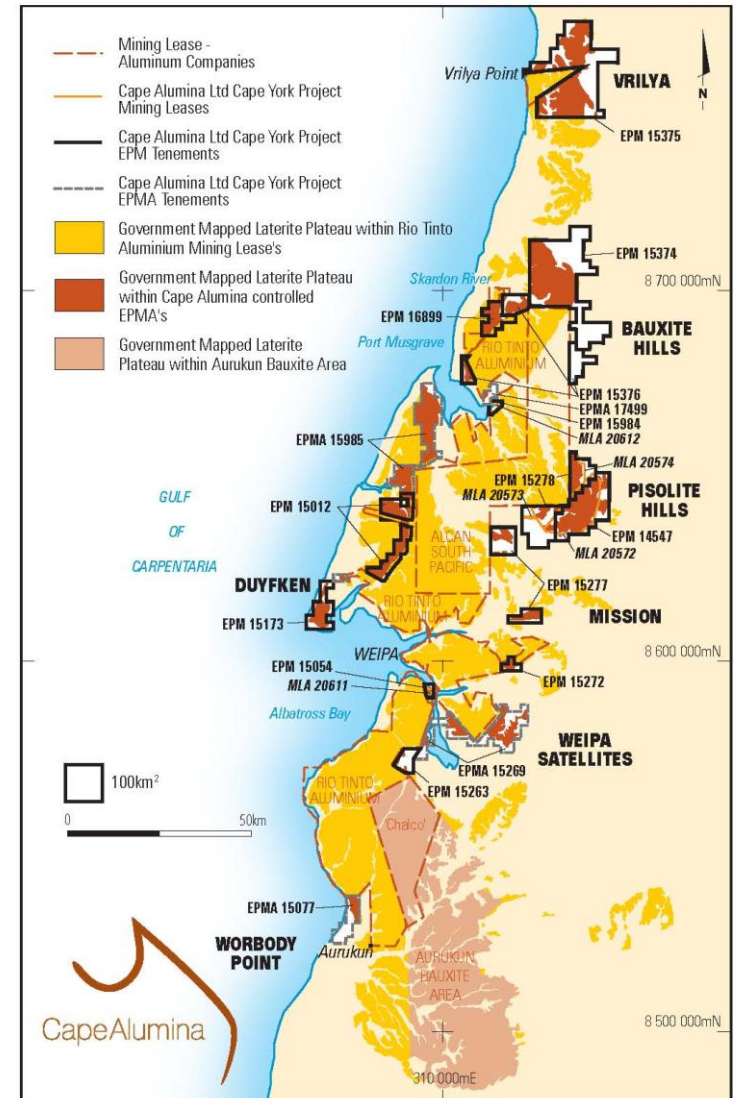 Mining Lease -
Aluminum Companies
Cape Alumina Ltd Cape York Project
Mining Leases
Cape Alumina Ltd Cape York Project
EPM Tenements
Cape Alumina Ltd Cape York Project
EPMA Tenements
Government Mapped Laterite Plateau within Rio Tinto
Aluminium Mining Lease's
Government Mapped Laterite Plateau
within Cape Alumina controlled
EPMA's
Government Mapped Laterite
Plateau within Aurukun Bauxite Area
Vrilya Point
VRILYA
N
EPM 15375
EPM 15374
Skardon River
8 700 000mN
EPM 16899
BAUXITE
HILLS
Port Musgrave
RIO TINTO
ALUMINIUM
EPM 15376
EPMA 17499
EPM 15984
MLA 20612
EPMA 15985
MLA 20574
EPM 15278
MLA 20573
PISOLITE
HILLS
GULF
OF
CARPENTARIA
EPM 15012
ALCAN
SOUTH
PACIFIC
EPM 14547
MLA 20572
EPM 15277
DUYFKEN
RIO TINTO
ALUMINIUM
MISSION
EPM 15173
WEIPA
8 600 000mN
EPM 15054
MLA 20611
EPM 15272
Albatross Bay
WEIPA
SATELLITES
EPMA 15269
EPM 15263
100km²
RIO TINTO
ALUMINIUM
0
50km
'Chalco'
EPMA 15077
WORBODY
POINT
Aurukun
AURUKUN
BAUXITE
AREA
CapeAlumina
8 500 000mN
310 000mE